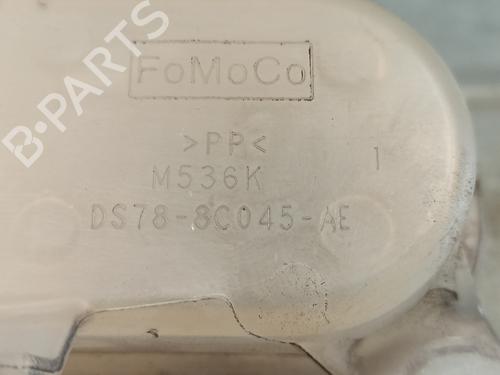 B-PARTS
FoMoCo
>PP<
1
M536K
DS78-8C045-AE